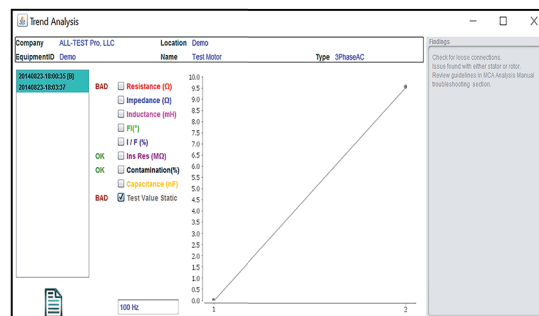 Trend Analysis
Company ALL-TEST Pro, LLC Location Demo
EquipmentID Demo Name Test Motor Type 3PhaseAC
Findings
Check for loose connections.
Issue found with either stator or rotor.
Review guidelines in MCA Analysis Manual
troubleshooting section.
20140823-18:00:35 [B]
20140823-18:03:37
BAD Resistance (Ω)
Impedance (Ω)
Inductance (mH)
FI(°)
I / F (%)
OK Ins Res (MΩ)
OK Contamination(%)
Capacitance (nF)
BAD Test Value Static
10.0
9.5
9.0
8.5
8.0
7.5
7.0
6.5
6.0
5.5
5.0
4.5
4.0
3.5
3.0
2.5
2.0
1.5
1.0
0.5
0.0
1 2
100 Hz